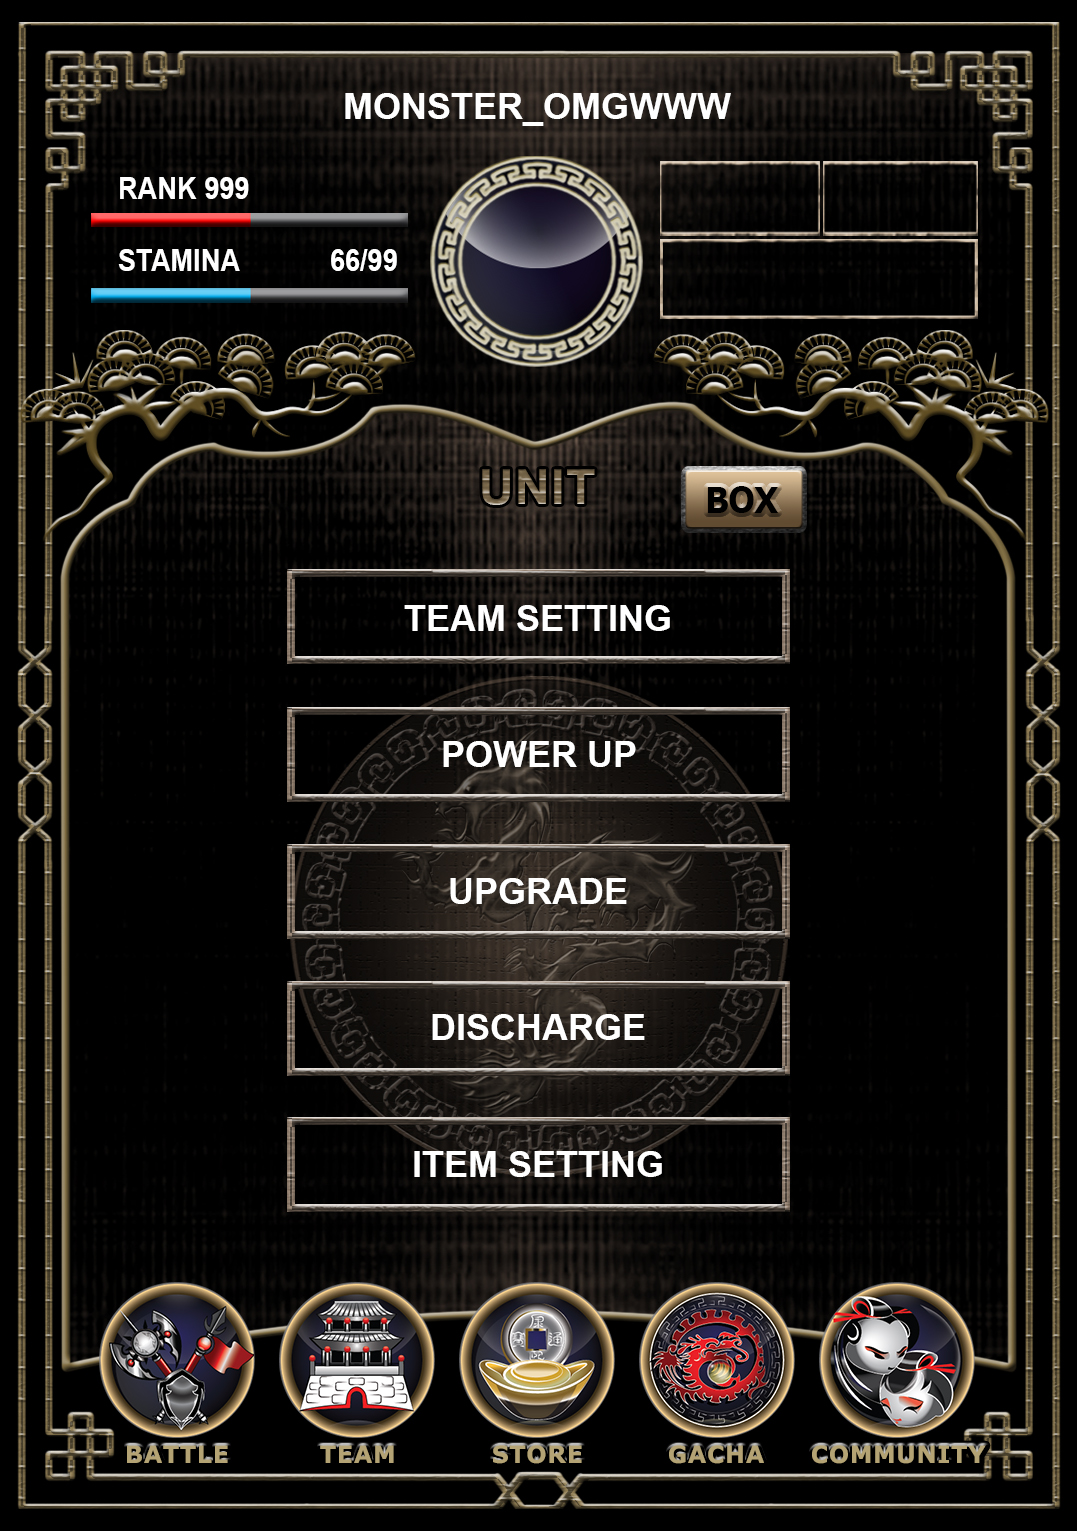 MONSTER_OMGWWW
RANK 999
STAMINA 66/99
UNIT
BOX
TEAM SETTING
POWER UP
UPGRADE
DISCHARGE
ITEM SETTING
BATTLE
TEAM
STORE
GACHA
COMMUNITY